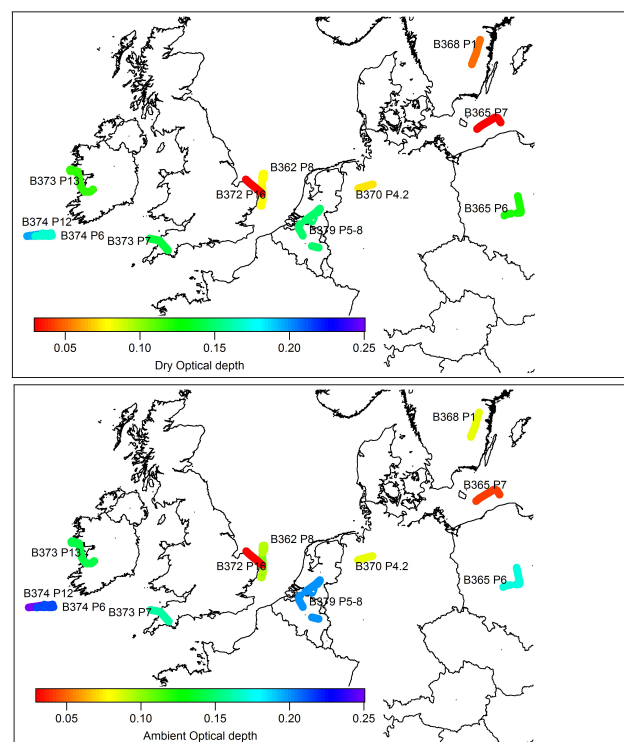 B368 P1
B365 P7
B362 P8
B373 P13
B372 P16
B370 P4.2
B374 P12
B365 P6
B374 P6
B373 P7
B379 P5-8
0.05 0.10 0.15 0.20 0.25
Dry Optical depth
B368 P1
B365 P7
B362 P8
B373 P13
B372 P16
B370 P4.2
B365 P6
B374 P12
B374 P6
B373 P7
B379 P5-8
0.05 0.10 0.15 0.20 0.25
Ambient Optical depth